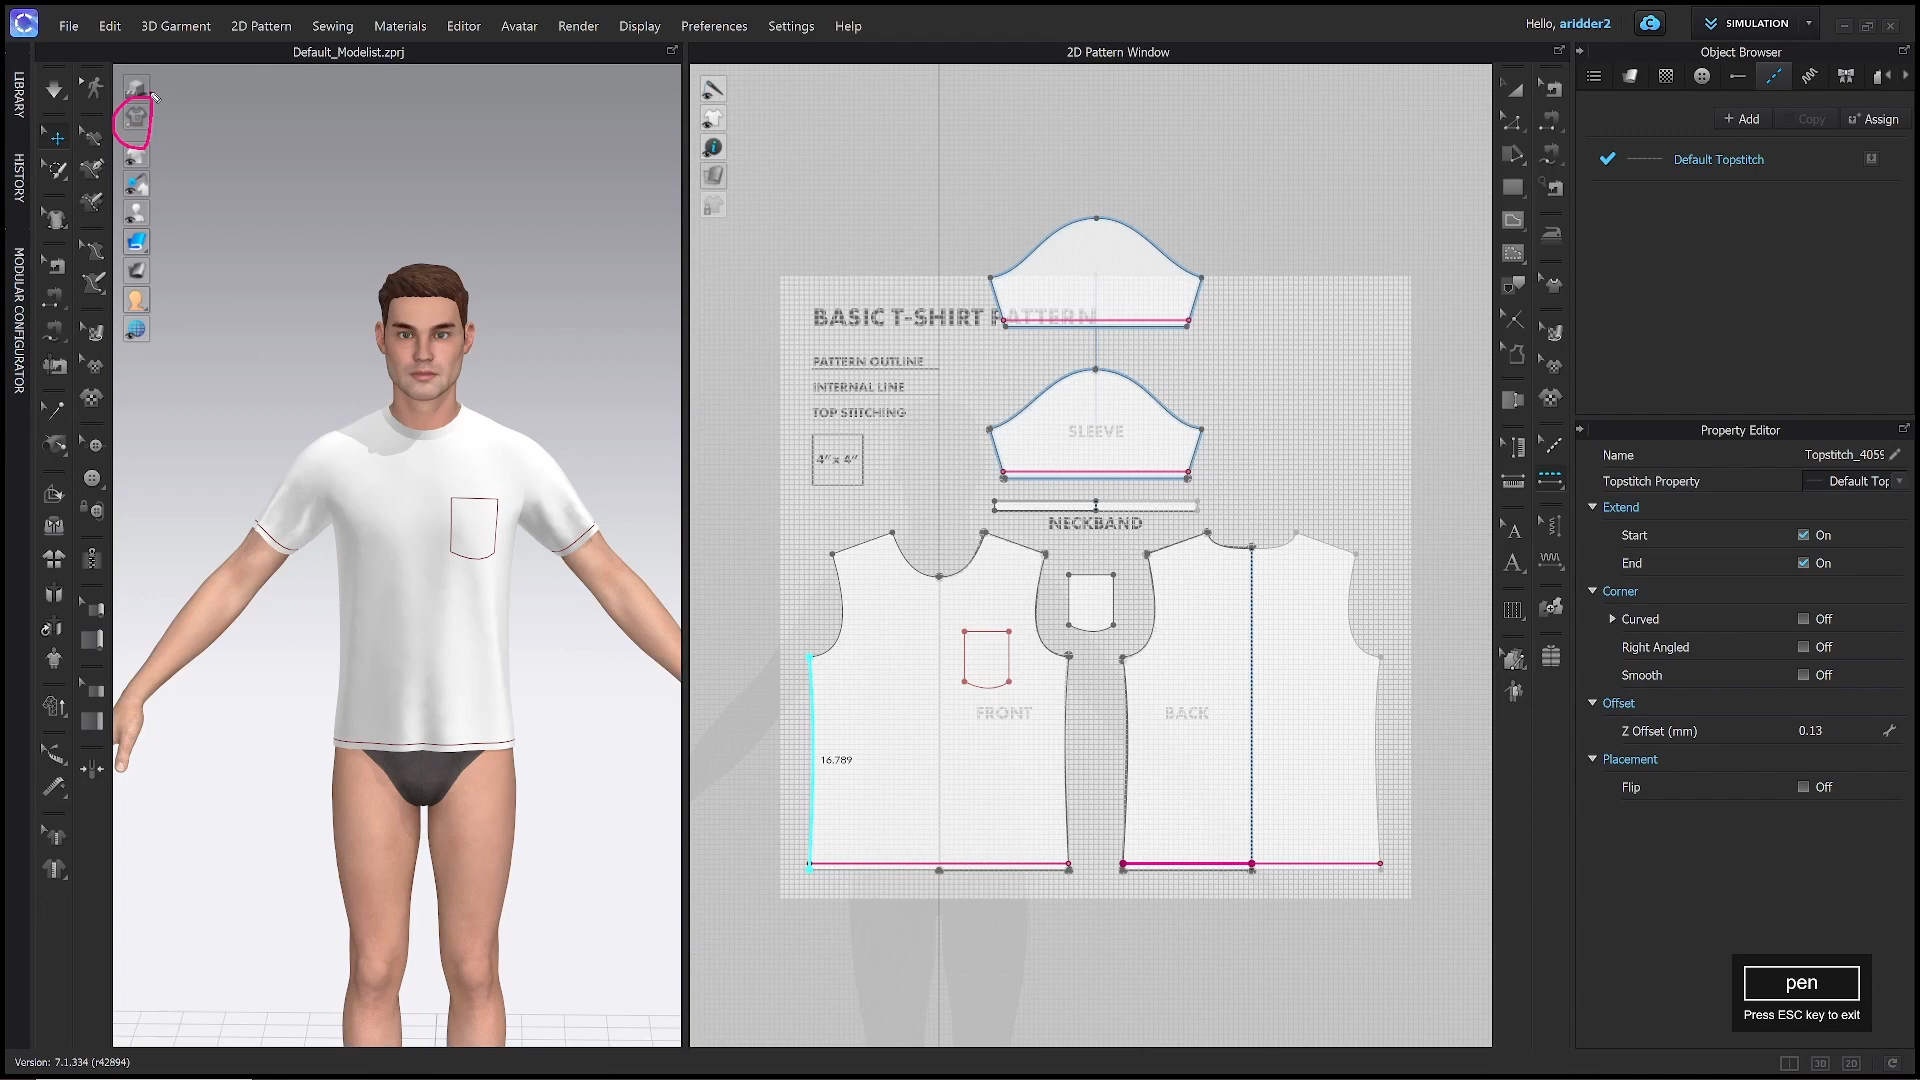 File Edit 3D Garment 2D Pattern Sewing Materials Editor Avatar Render Display Preferences Settings Help
Hello, aridder2
SIMULATION
Default_Modelist.zprj
2D Pattern Window
Object Browser
LIBRARY
HISTORY
MODULAR CONFIGURATOR
+ Add
Copy
Assign
Default Topstitch
BASIC T-SHIRT PATTERN
PATTERN OUTLINE
INTERNAL LINE
TOP STITCHING
4" x 4"
SLEEVE
NECKBAND
FRONT
BACK
16.789
Property Editor
Name Topstitch_4059
Topstitch Property Default Top
Extend
Start On
End On
Corner
Curved Off
Right Angled Off
Smooth Off
Offset
Z Offset (mm) 0.13
Placement
Flip Off
pen
Press ESC key to exit
Version: 7.1.334 (r42894)
3D
2D